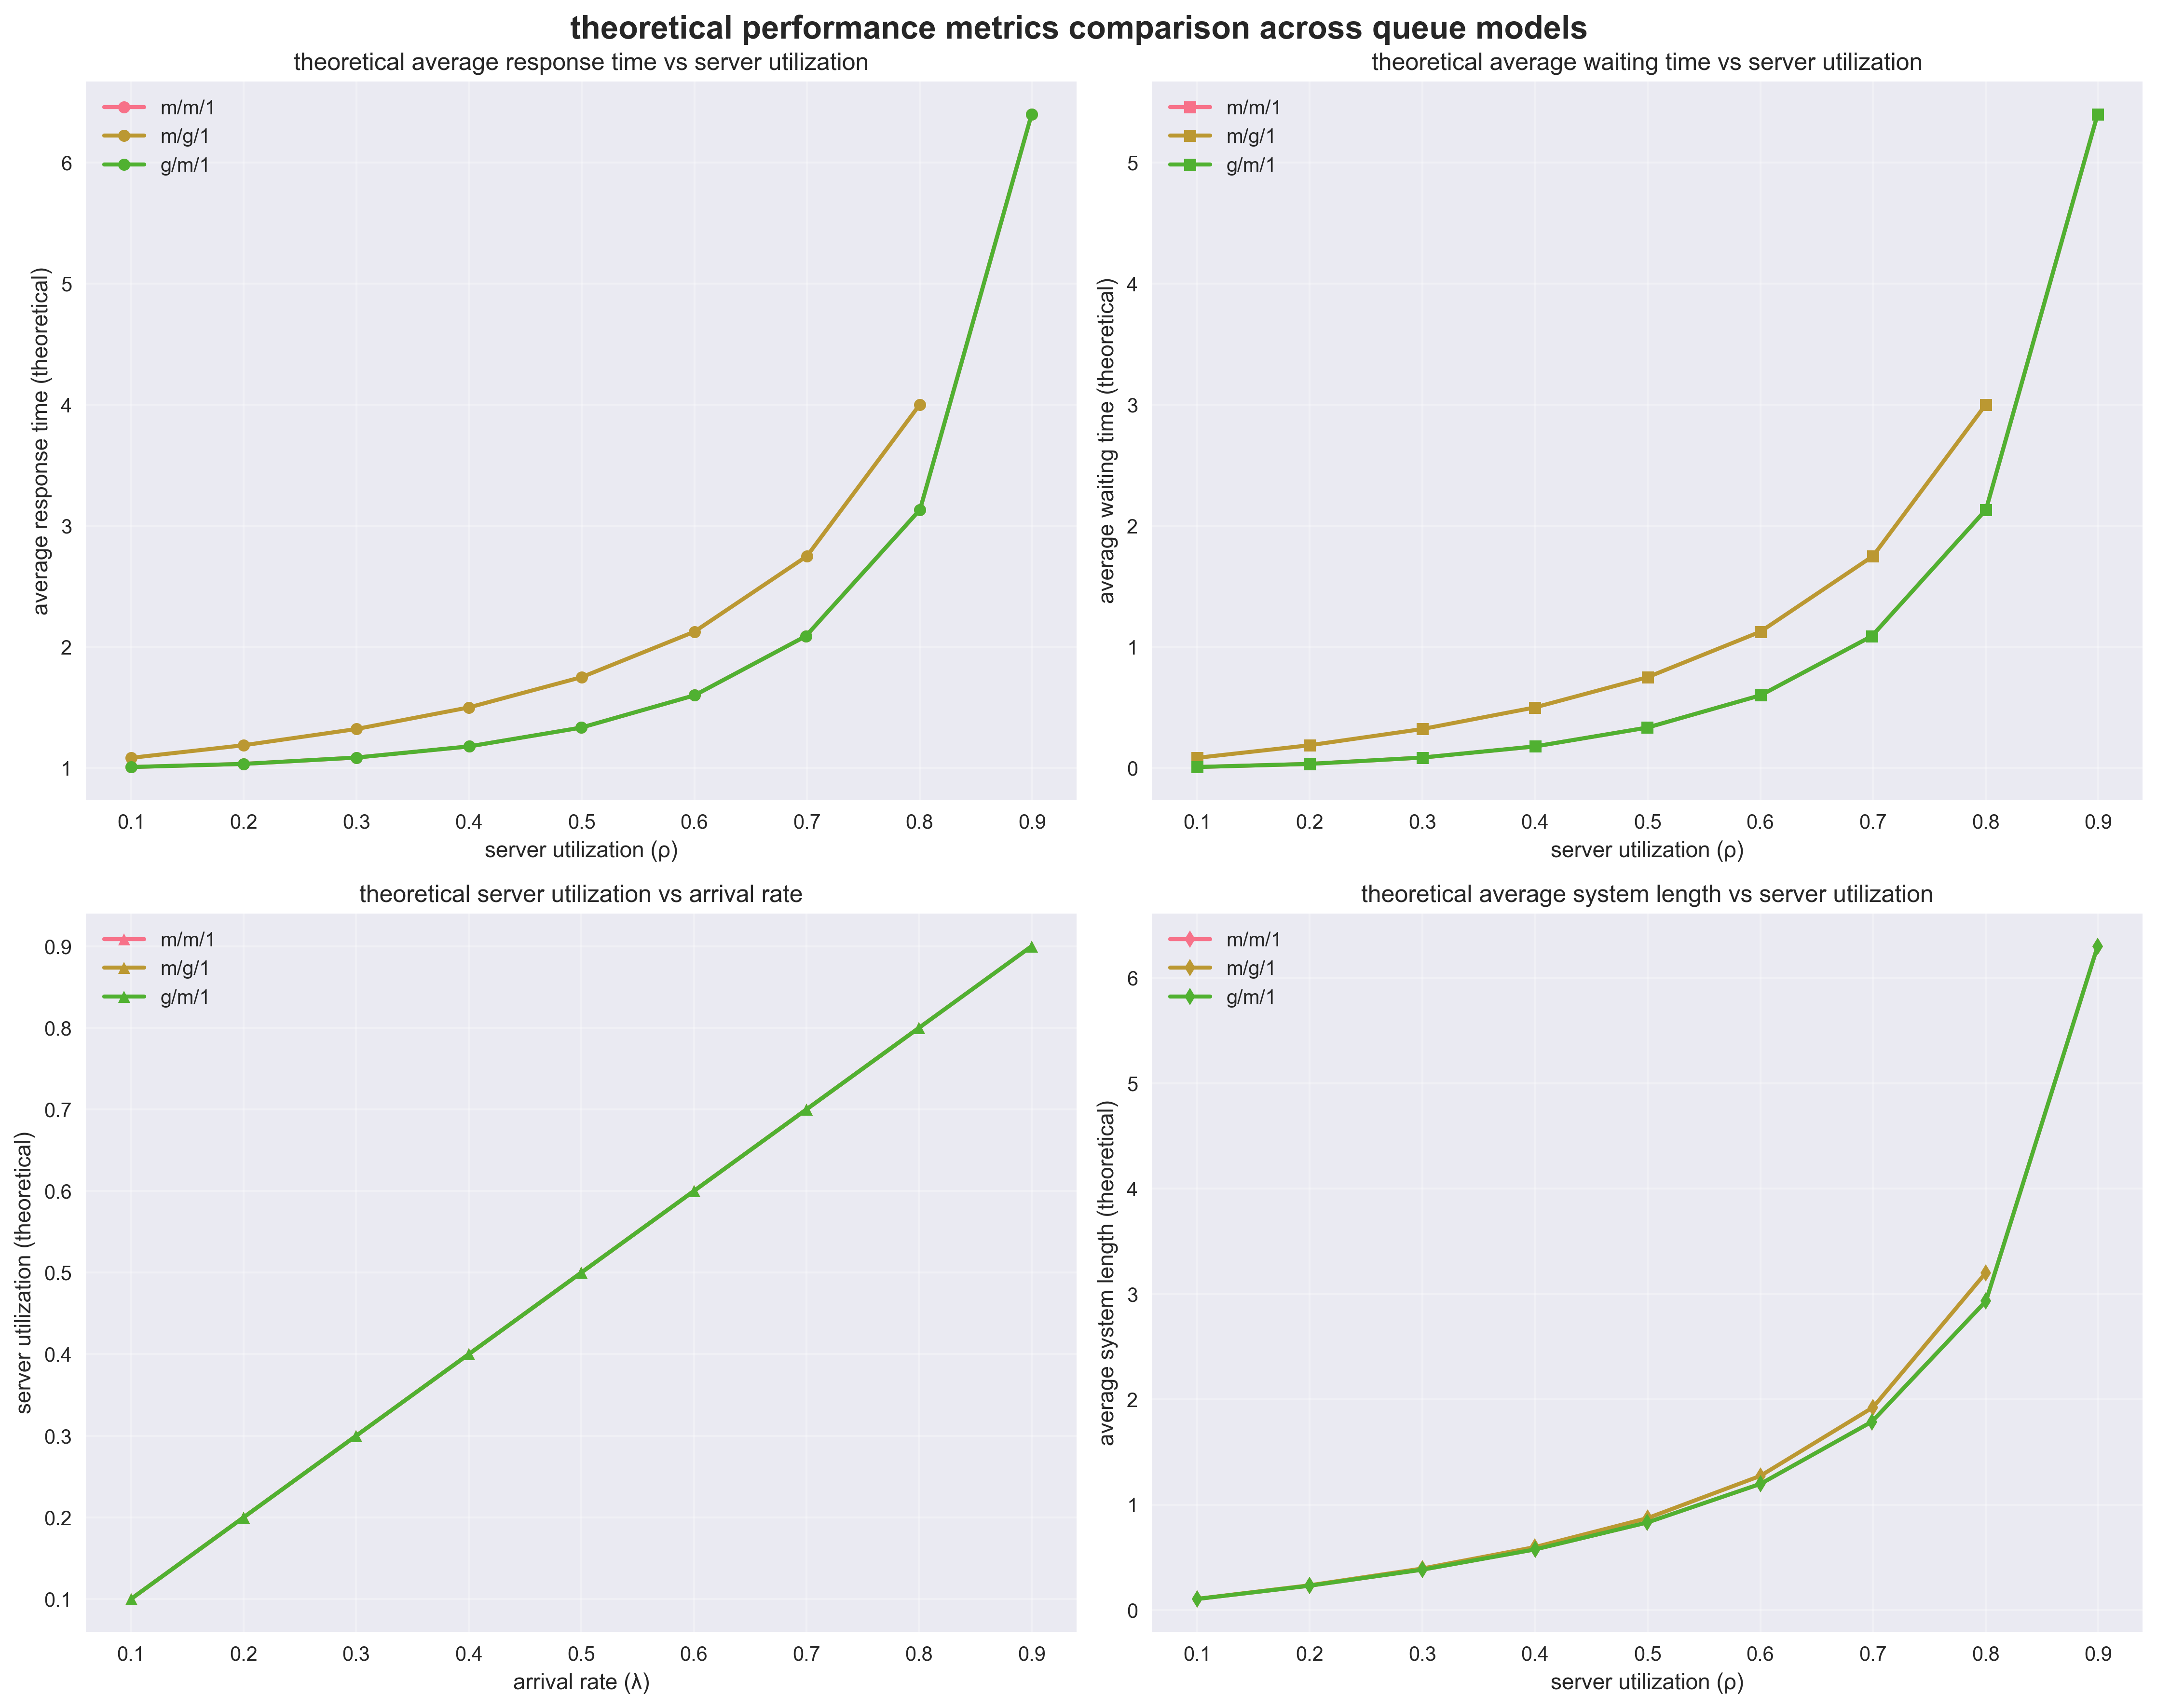 theoretical performance metrics comparison across queue models
theoretical average response time vs server utilization
m/m/1
m/g/1
g/m/1
average response time (theoretical)
6
5
4
3
2
1
0.1 0.2 0.3 0.4 0.5 0.6 0.7 0.8 0.9
server utilization (ρ)
theoretical average waiting time vs server utilization
m/m/1
m/g/1
g/m/1
average waiting time (theoretical)
5
4
3
2
1
0
0.1 0.2 0.3 0.4 0.5 0.6 0.7 0.8 0.9
server utilization (ρ)
theoretical server utilization vs arrival rate
m/m/1
m/g/1
g/m/1
server utilization (theoretical)
0.9
0.8
0.7
0.6
0.5
0.4
0.3
0.2
0.1
0.1 0.2 0.3 0.4 0.5 0.6 0.7 0.8 0.9
arrival rate (λ)
theoretical average system length vs server utilization
m/m/1
m/g/1
g/m/1
average system length (theoretical)
6
5
4
3
2
1
0
0.1 0.2 0.3 0.4 0.5 0.6 0.7 0.8 0.9
server utilization (ρ)